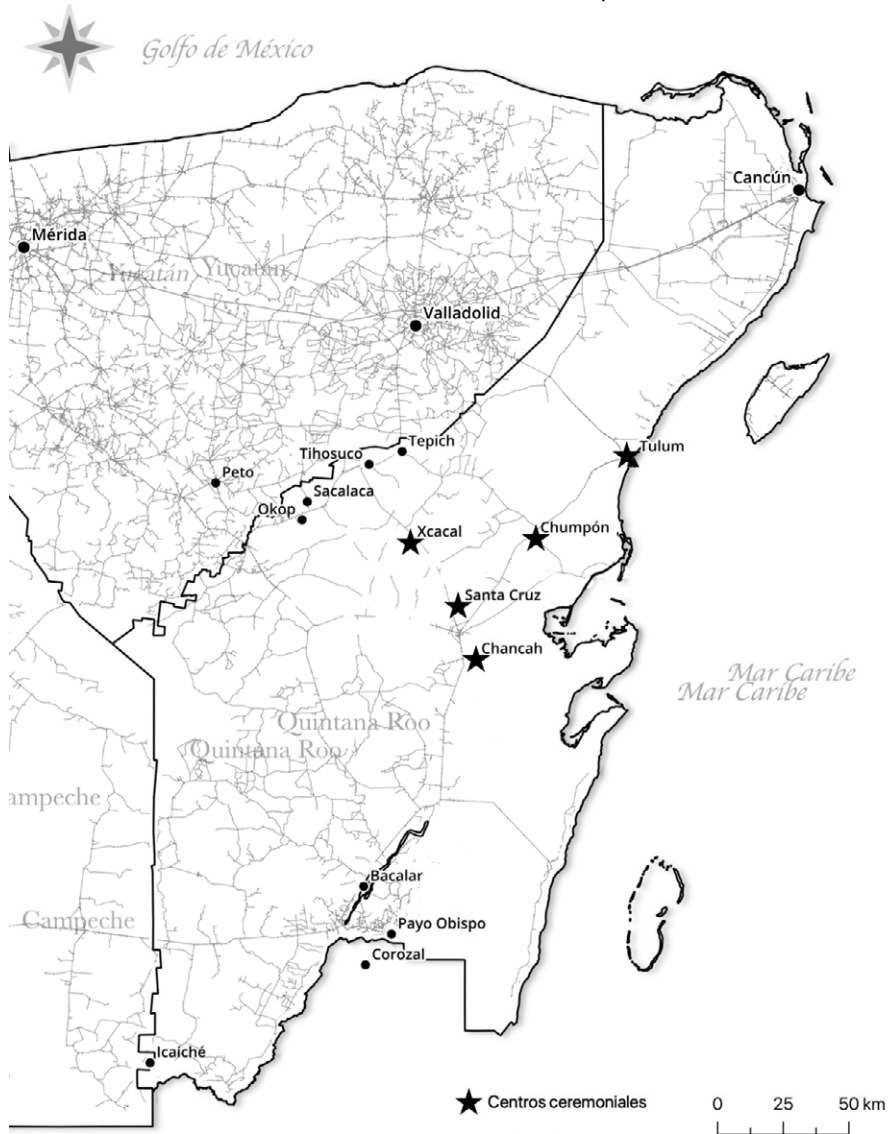 Golfo de México
Cancún
Mérida
Yucatán
Yucatán
Valladolid
Tulum
Tepich
Tihosuco
Peto
Sacalaca
Okop
Xcacal
Chumpón
Santa Cruz
Chancah
Mar Caribe
Mar Caribe
Quintana Roo
Quintana Roo
ampeche
Bacalar
Campeche
Payo Obispo
Corozal
Icaiché
Centros ceremoniales
0 25 50 km